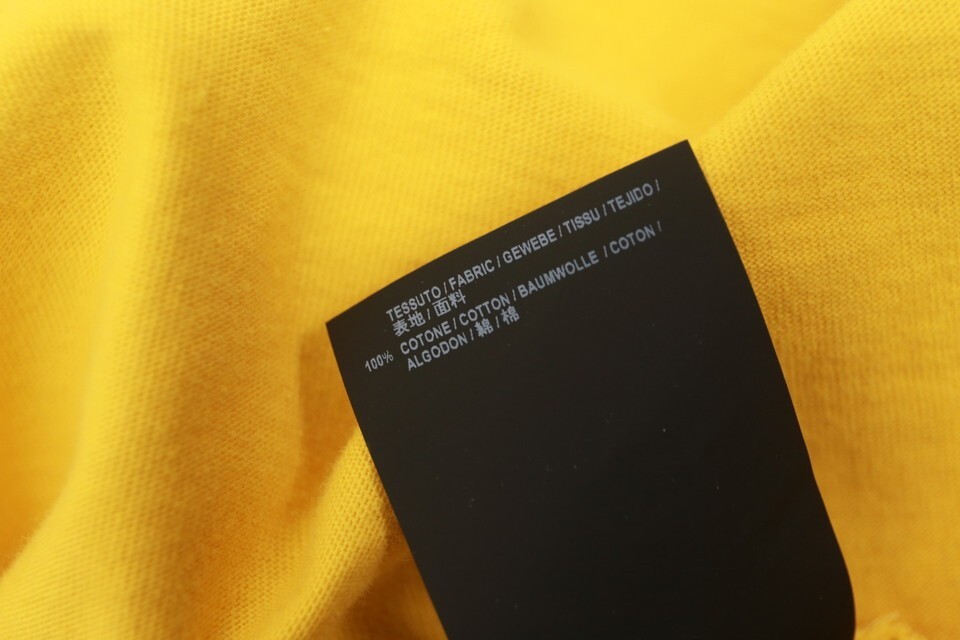 TESSUTO / FABRIC / GEWEBE / TISSU / TEJIDO /
表地 / 面料
100% COTONE / COTTON / BAUMWOLLE / COTON /
ALGODON / 綿 / 棉